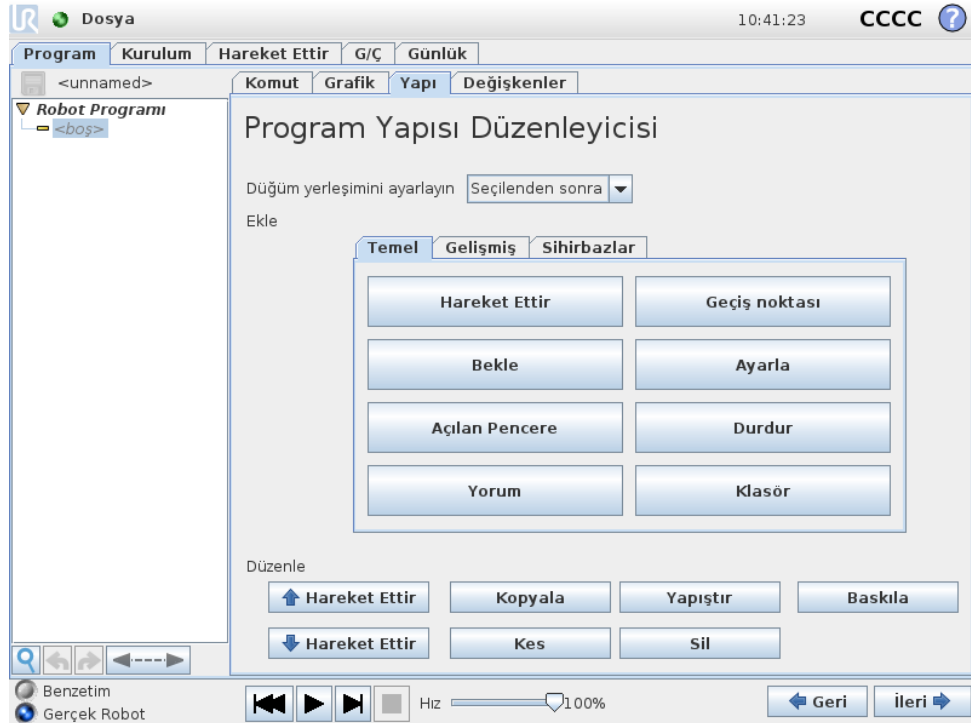 UR Dosya 10:41:23 CCCC ?
Program Kurulum Hareket Ettir G/Ç Günlük
<unnamed> Komut Grafik Yapı Değişkenler
Robot Programı
<boş>
Program Yapısı Düzenleyicisi
Düğüm yerleşimini ayarlayın Seçilenden sonra
Ekle
Temel Gelişmiş Sihirbazlar
Hareket Ettir Geçiş noktası
Bekle Ayarla
Açılan Pencere Durdur
Yorum Klasör
Düzenle
Hareket Ettir Kopyala Yapıştır Baskıla
Hareket Ettir Kes Sil
Benzetim
Gerçek Robot
Hız 100% Geri İleri